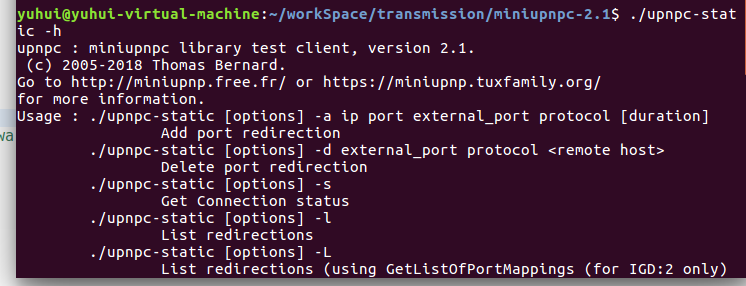 yuhui@yuhui-virtual-machine:~/workSpace/transmission/miniupnpc-2.1$ ./upnpc-stat
ic -h
upnpc : miniupnpc library test client, version 2.1.
 (c) 2005-2018 Thomas Bernard.
Go to http://miniupnp.free.fr/ or https://miniupnp.tuxfamily.org/
for more information.
Usage : ./upnpc-static [options] -a ip port external_port protocol [duration]
wa
Add port redirection
./upnpc-static [options] -d external_port protocol <remote host>
Delete port redirection
./upnpc-static [options] -s
Get Connection status
./upnpc-static [options] -l
List redirections
./upnpc-static [options] -L
List redirections (using GetListOfPortMappings (for IGD:2 only)